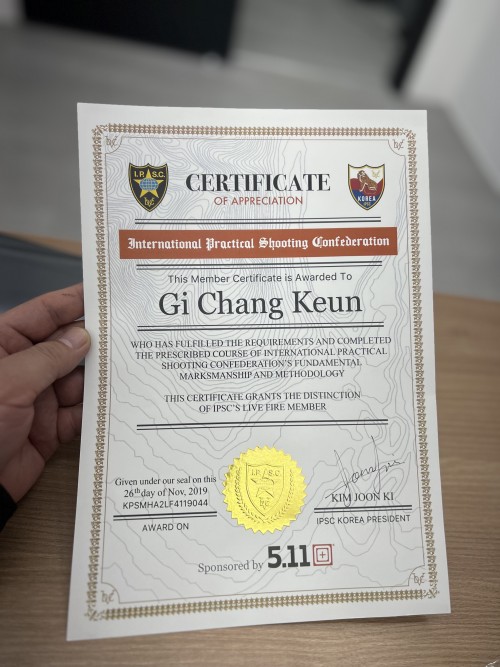 I.P.S.C.
KOREA
CERTIFICATE
OF APPRECIATION
International Practical Shooting Confederation
This Member Certificate is Awarded To
Gi Chang Keun
WHO HAS FULFILLED THE REQUIREMENTS AND COMPLETED
THE PRESCRIBED COURSE OF INTERNATIONAL PRACTICAL
SHOOTING CONFEDERATION'S FUNDAMENTAL
MARKSMANSHIP AND METHODOLOGY
THIS CERTIFICATE GRANTS THE DISTINCTION
OF IPSC'S LIVE FIRE MEMBER
I.P.S.C.
Given under our seal on this
26th day of Nov, 2019
KPSMHA2LF4119044
AWARD ON
KIM JOON KI
IPSC KOREA PRESIDENT
Sponsored by 5.11